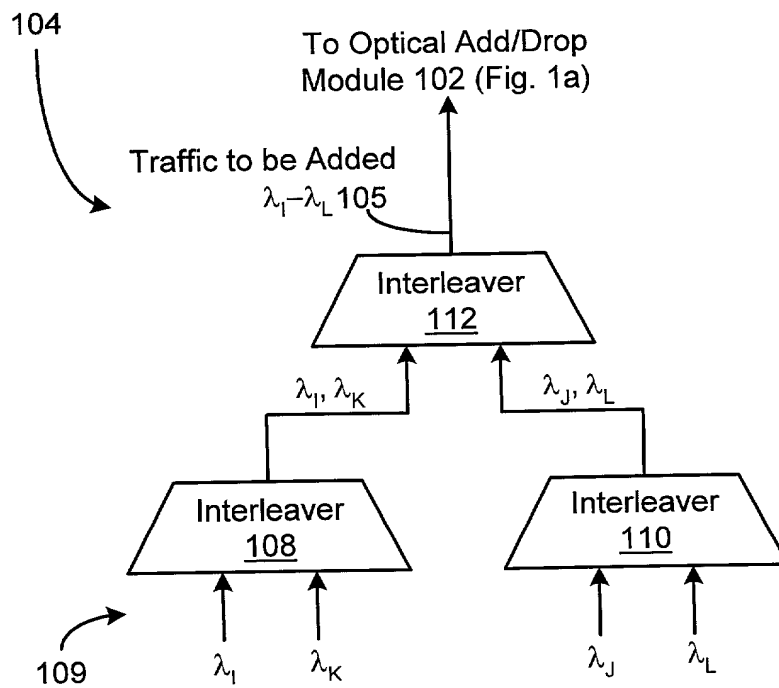 104
To Optical Add/Drop
Module 102 (Fig. 1a)
Traffic to be Added
λI–λL 105
Interleaver
112
λI, λK
λJ, λL
Interleaver
108
Interleaver
110
109
λI
λK
λJ
λL